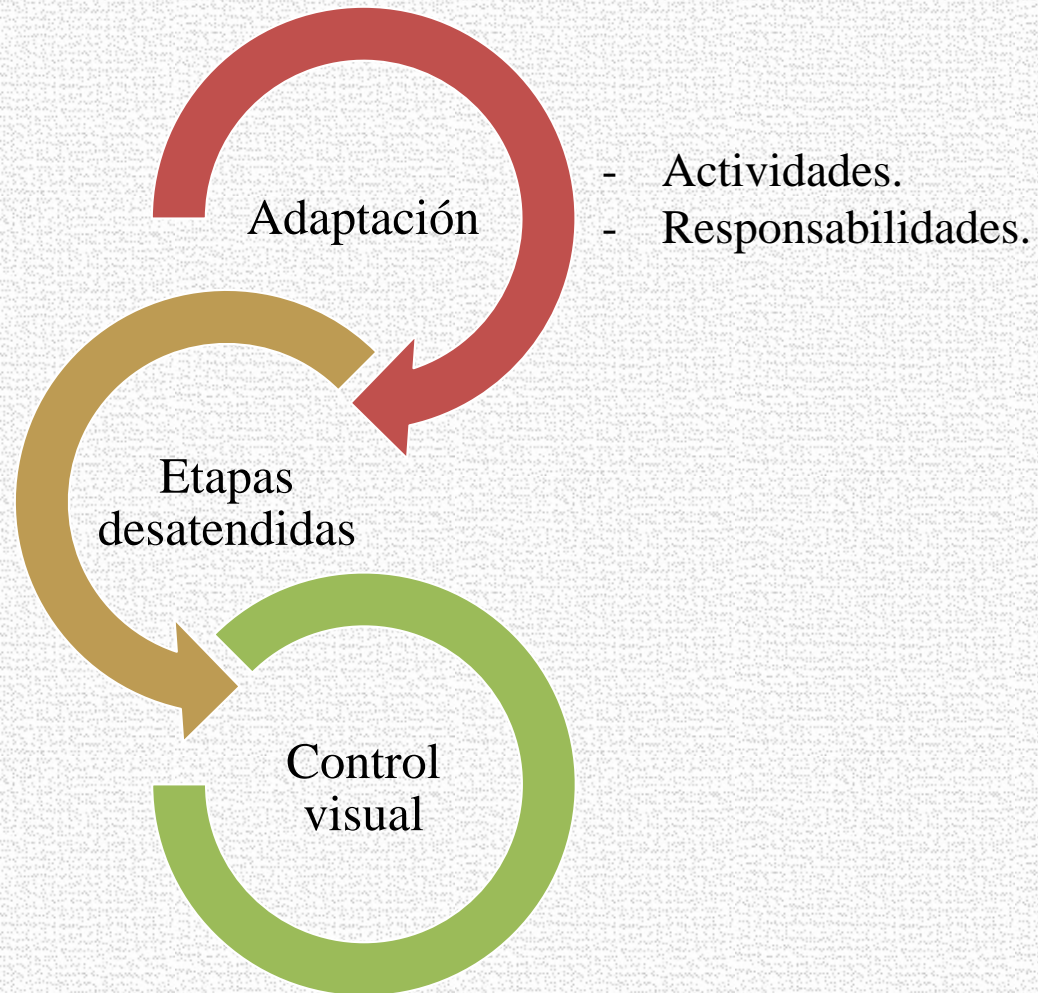 Adaptación
- Actividades.
- Responsabilidades.
Etapas
desatendidas
Control
visual